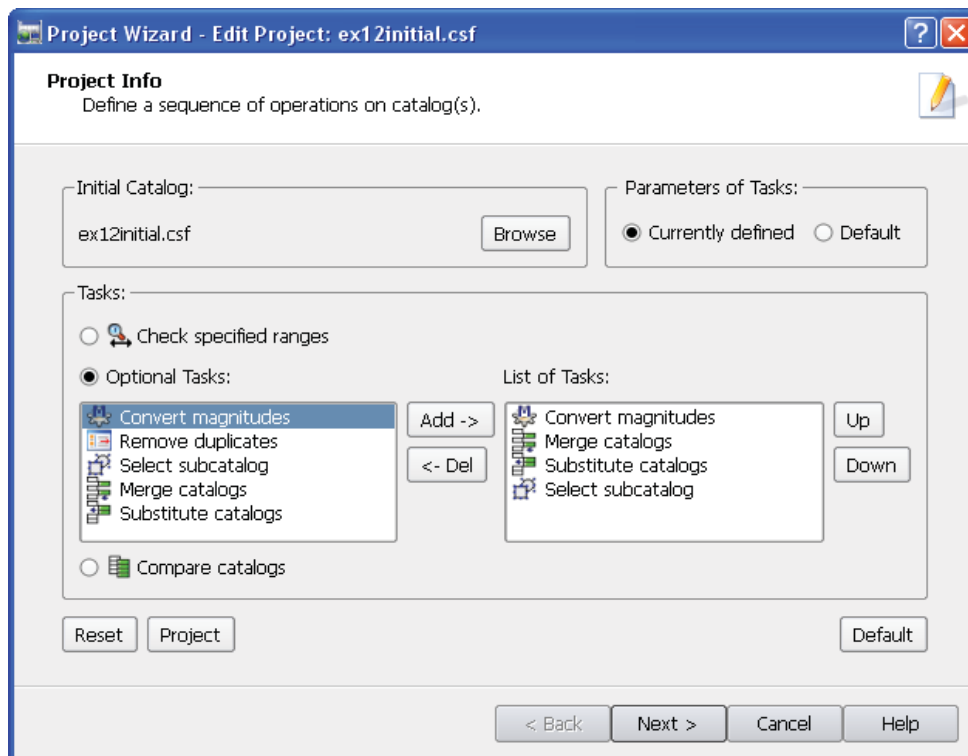 Project Wizard - Edit Project: ex12initial.csf
Project Info
Define a sequence of operations on catalog(s).
Initial Catalog:
ex12initial.csf
Browse
Parameters of Tasks:
Currently defined
Default
Tasks:
Check specified ranges
Optional Tasks:
Convert magnitudes
Remove duplicates
Select subcatalog
Merge catalogs
Substitute catalogs
Add ->
<- Del
List of Tasks:
Convert magnitudes
Merge catalogs
Substitute catalogs
Select subcatalog
Up
Down
Compare catalogs
Reset
Project
Default
< Back
Next >
Cancel
Help